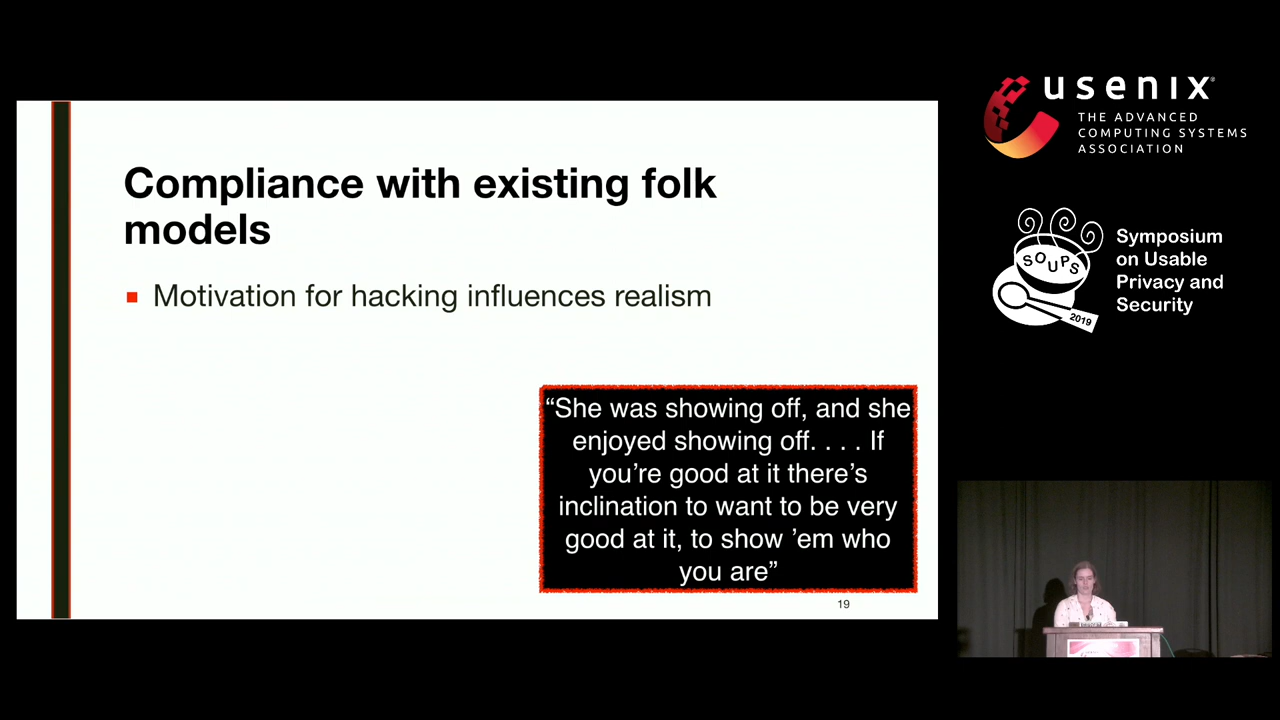 Compliance with existing folk
models
Motivation for hacking influences realism
“She was showing off, and she
enjoyed showing off. . . . If
you’re good at it there’s
inclination to want to be very
good at it, to show ’em who
you are”
19
usenix
THE ADVANCED
COMPUTING SYSTEMS
ASSOCIATION
SOUPS
2019
Symposium
on Usable
Privacy and
Security